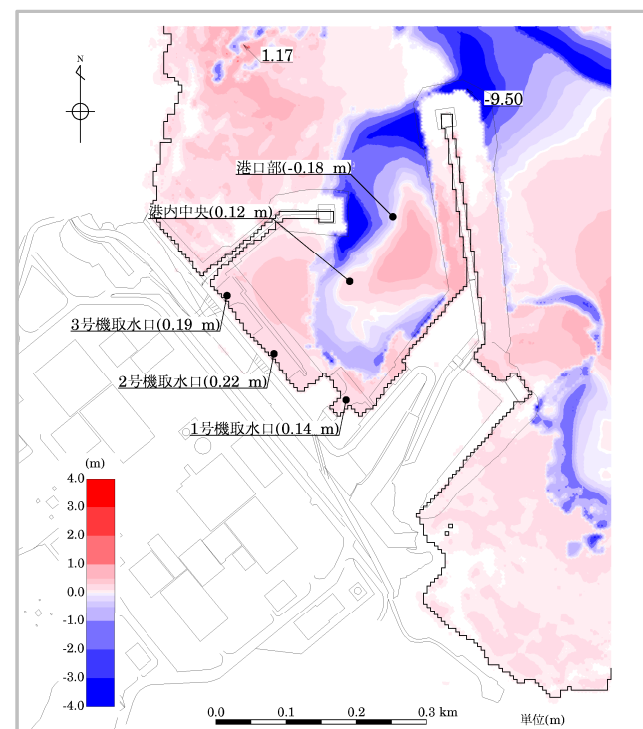 N
1.17
-9.50
港口部(-0.18 m)
港内中央(0.12 m)
3号機取水口(0.19 m)
2号機取水口(0.22 m)
1号機取水口(0.14 m)
(m)
4.0
3.0
2.0
1.0
0.0
-1.0
-2.0
-3.0
-4.0
0.0 0.1 0.2 0.3 km
単位(m)